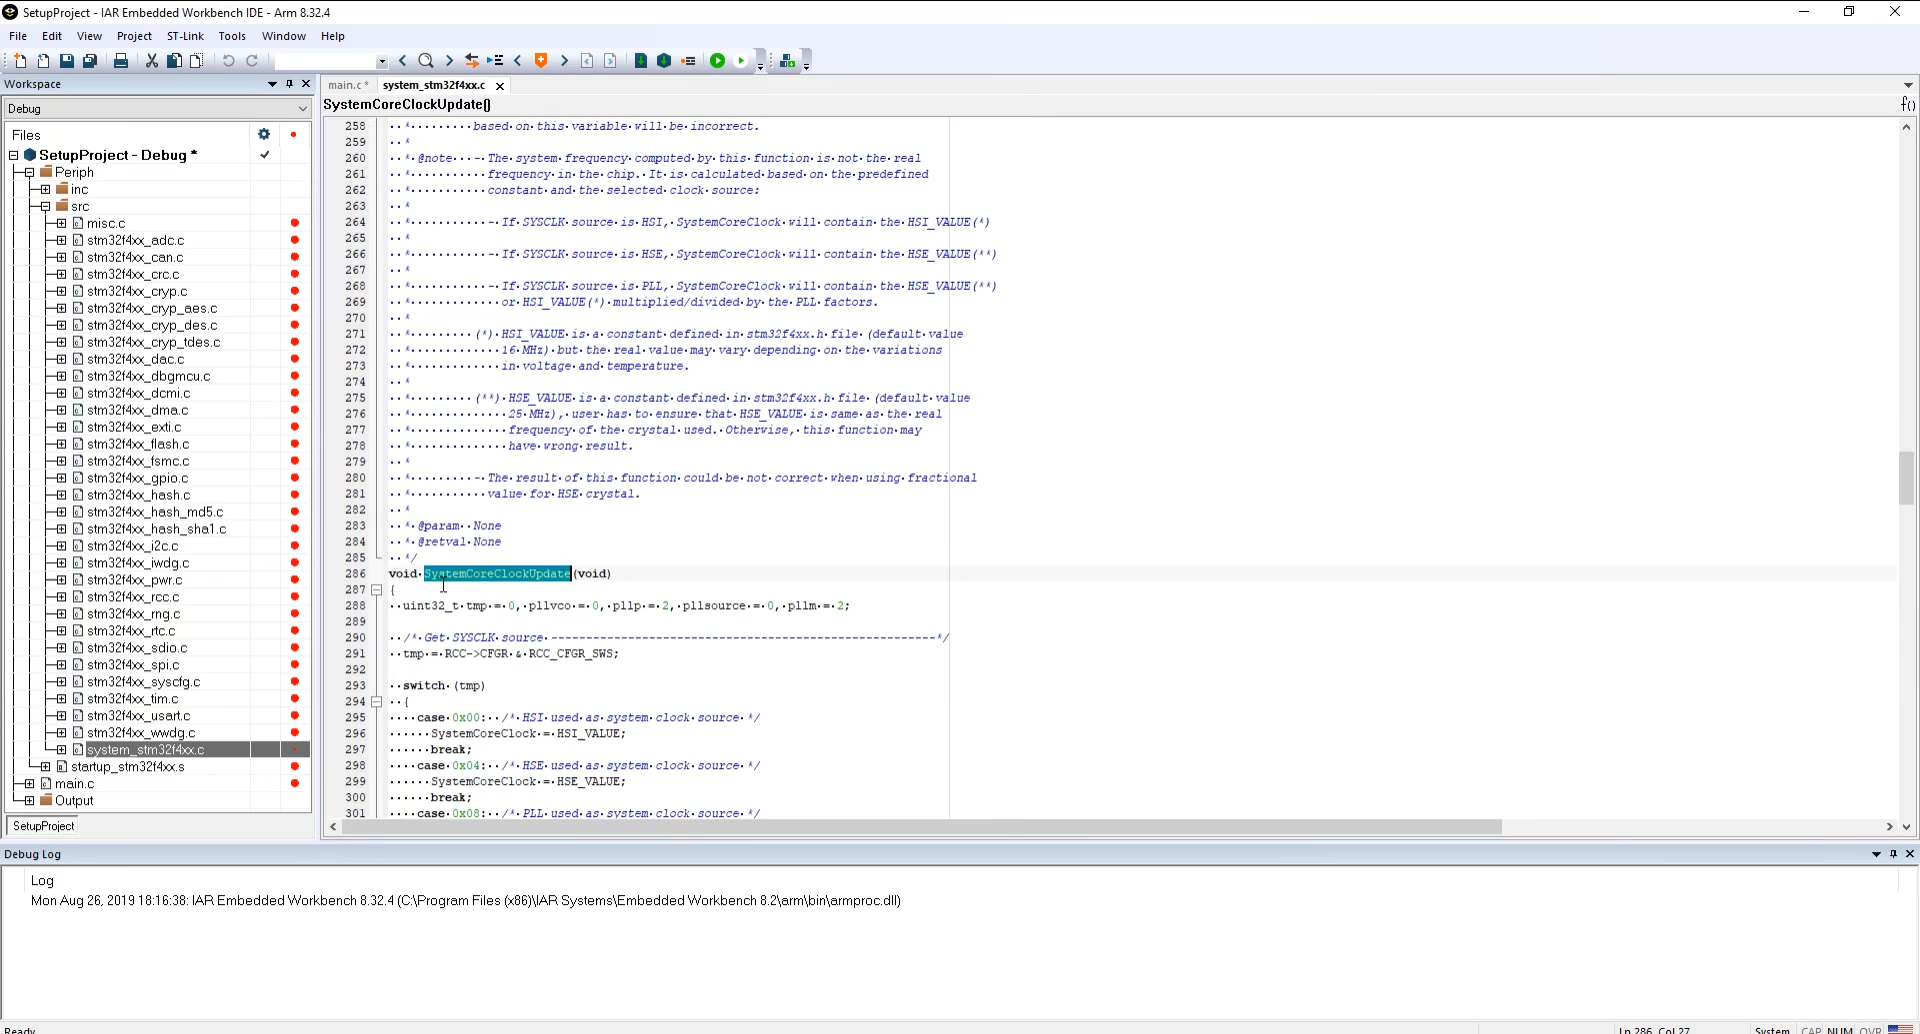 SetupProject - IAR Embedded Workbench IDE - Arm 8.32.4
File Edit View Project ST-Link Tools Window Help
Workspace
main.c *
system_stm32f4xx.c
Debug
SystemCoreClockUpdate()
f()
Files
SetupProject - Debug *
Periph
inc
src
misc.c
stm32f4xx_adc.c
stm32f4xx_can.c
stm32f4xx_crc.c
stm32f4xx_cryp.c
stm32f4xx_cryp_aes.c
stm32f4xx_cryp_des.c
stm32f4xx_cryp_tdes.c
stm32f4xx_dac.c
stm32f4xx_dbgmcu.c
stm32f4xx_dcmi.c
stm32f4xx_dma.c
stm32f4xx_exti.c
stm32f4xx_flash.c
stm32f4xx_fsmc.c
stm32f4xx_gpio.c
stm32f4xx_hash.c
stm32f4xx_hash_md5.c
stm32f4xx_hash_sha1.c
stm32f4xx_i2c.c
stm32f4xx_iwdg.c
stm32f4xx_pwr.c
stm32f4xx_rcc.c
stm32f4xx_rng.c
stm32f4xx_rtc.c
stm32f4xx_sdio.c
stm32f4xx_spi.c
stm32f4xx_syscfg.c
stm32f4xx_tim.c
stm32f4xx_usart.c
stm32f4xx_wwdg.c
system_stm32f4xx.c
startup_stm32f4xx.s
main.c
Output
SetupProject
258 * based on this variable will be incorrect.
259 *
260 * @note - The system frequency computed by this function is not the real
261 * frequency in the chip. It is calculated based on the predefined
262 * constant and the selected clock source:
263 *
264 * - If SYSCLK source is HSI, SystemCoreClock will contain the HSI_VALUE(*)
265 *
266 * - If SYSCLK source is HSE, SystemCoreClock will contain the HSE_VALUE(**)
267 *
268 * - If SYSCLK source is PLL, SystemCoreClock will contain the HSE_VALUE(**)
269 * or HSI_VALUE(*) multiplied/divided by the PLL factors.
270 *
271 * (*) HSI_VALUE is a constant defined in stm32f4xx.h file (default value
272 * 16 MHz) but the real value may vary depending on the variations
273 * in voltage and temperature.
274 *
275 * (**) HSE_VALUE is a constant defined in stm32f4xx.h file (default value
276 * 25 MHz), user has to ensure that HSE_VALUE is same as the real
277 * frequency of the crystal used. Otherwise, this function may
278 * have wrong result.
279 *
280 * - The result of this function could be not correct when using fractional
281 * value for HSE crystal.
282 *
283 * @param None
284 * @retval None
285 */
286 void SystemCoreClockUpdate(void)
287 {
288 uint32_t tmp = 0, pllvco = 0, pllp = 2, pllsource = 0, pllm = 2;
289
290 /* Get SYSCLK source -------------------------------------------------------*/
291 tmp = RCC->CFGR & RCC_CFGR_SWS;
292
293 switch (tmp)
294 {
295 case 0x00: /* HSI used as system clock source */
296 SystemCoreClock = HSI_VALUE;
297 break;
298 case 0x04: /* HSE used as system clock source */
299 SystemCoreClock = HSE_VALUE;
300 break;
301 case 0x08: /* PLL used as system clock source */
Debug Log
Log
Mon Aug 26, 2019 18:16:38: IAR Embedded Workbench 8.32.4 (C:\Program Files (x86)\IAR Systems\Embedded Workbench 8.2\arm\bin\armproc.dll)
Ready
Ln 286, Col 27 System CAP NUM OVR